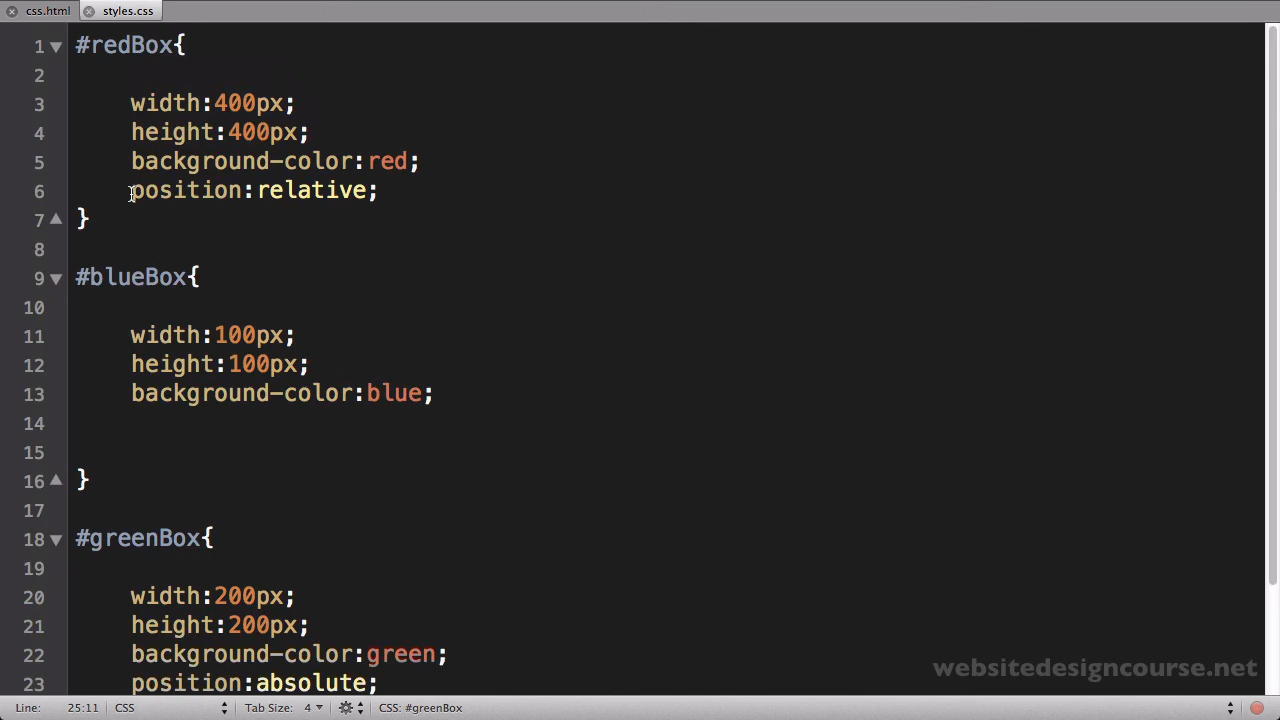 css.html styles.css
1 #redBox{
2
3 width:400px;
4 height:400px;
5 background-color:red;
6 position:relative;
7 }
8
9 #blueBox{
10
11 width:100px;
12 height:100px;
13 background-color:blue;
14
15
16 }
17
18 #greenBox{
19
20 width:200px;
21 height:200px;
22 background-color:green;
23 position:absolute;
websitedesigncourse.net
Line: 25:11 CSS Tab Size: 4 CSS: #greenBox